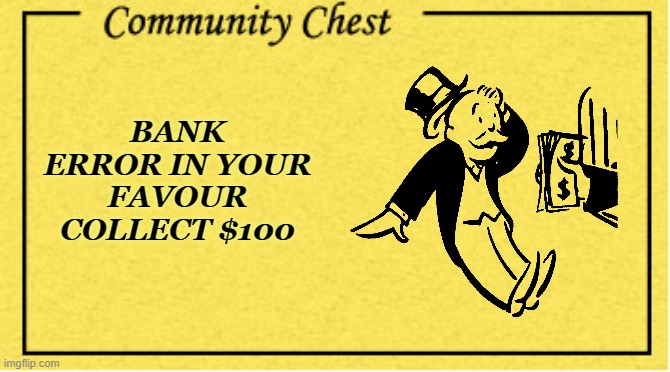 Community Chest
BANK
ERROR IN YOUR
FAVOUR
COLLECT $100
$
$
imgflip.com